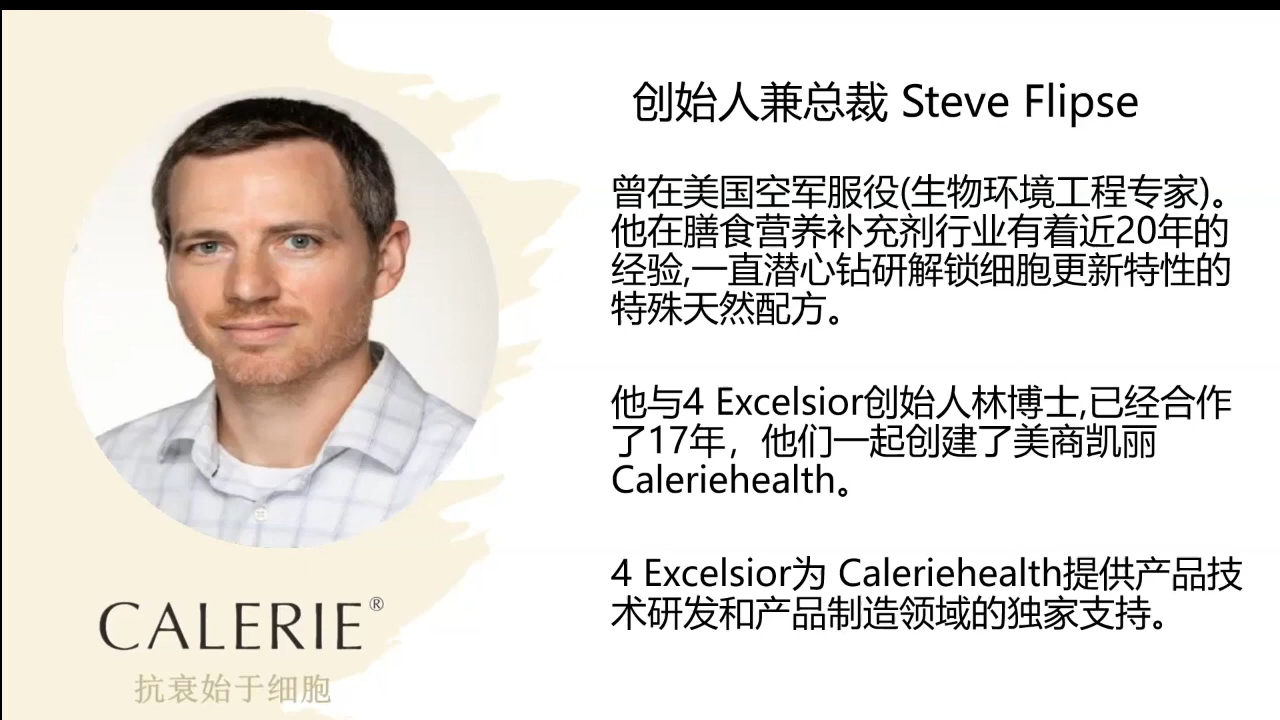 创始人兼总裁 Steve Flipse
曾在美国空军服役(生物环境工程专家)。
他在膳食营养补充剂行业有着近20年的
经验,一直潜心钻研解锁细胞更新特性的
特殊天然配方。
他与4 Excelsior创始人林博士,已经合作
了17年，他们一起创建了美商凯丽
Caleriehealth。
4 Excelsior为 Caleriehealth提供产品技
术研发和产品制造领域的独家支持。
CALERIE®
抗衰始于细胞